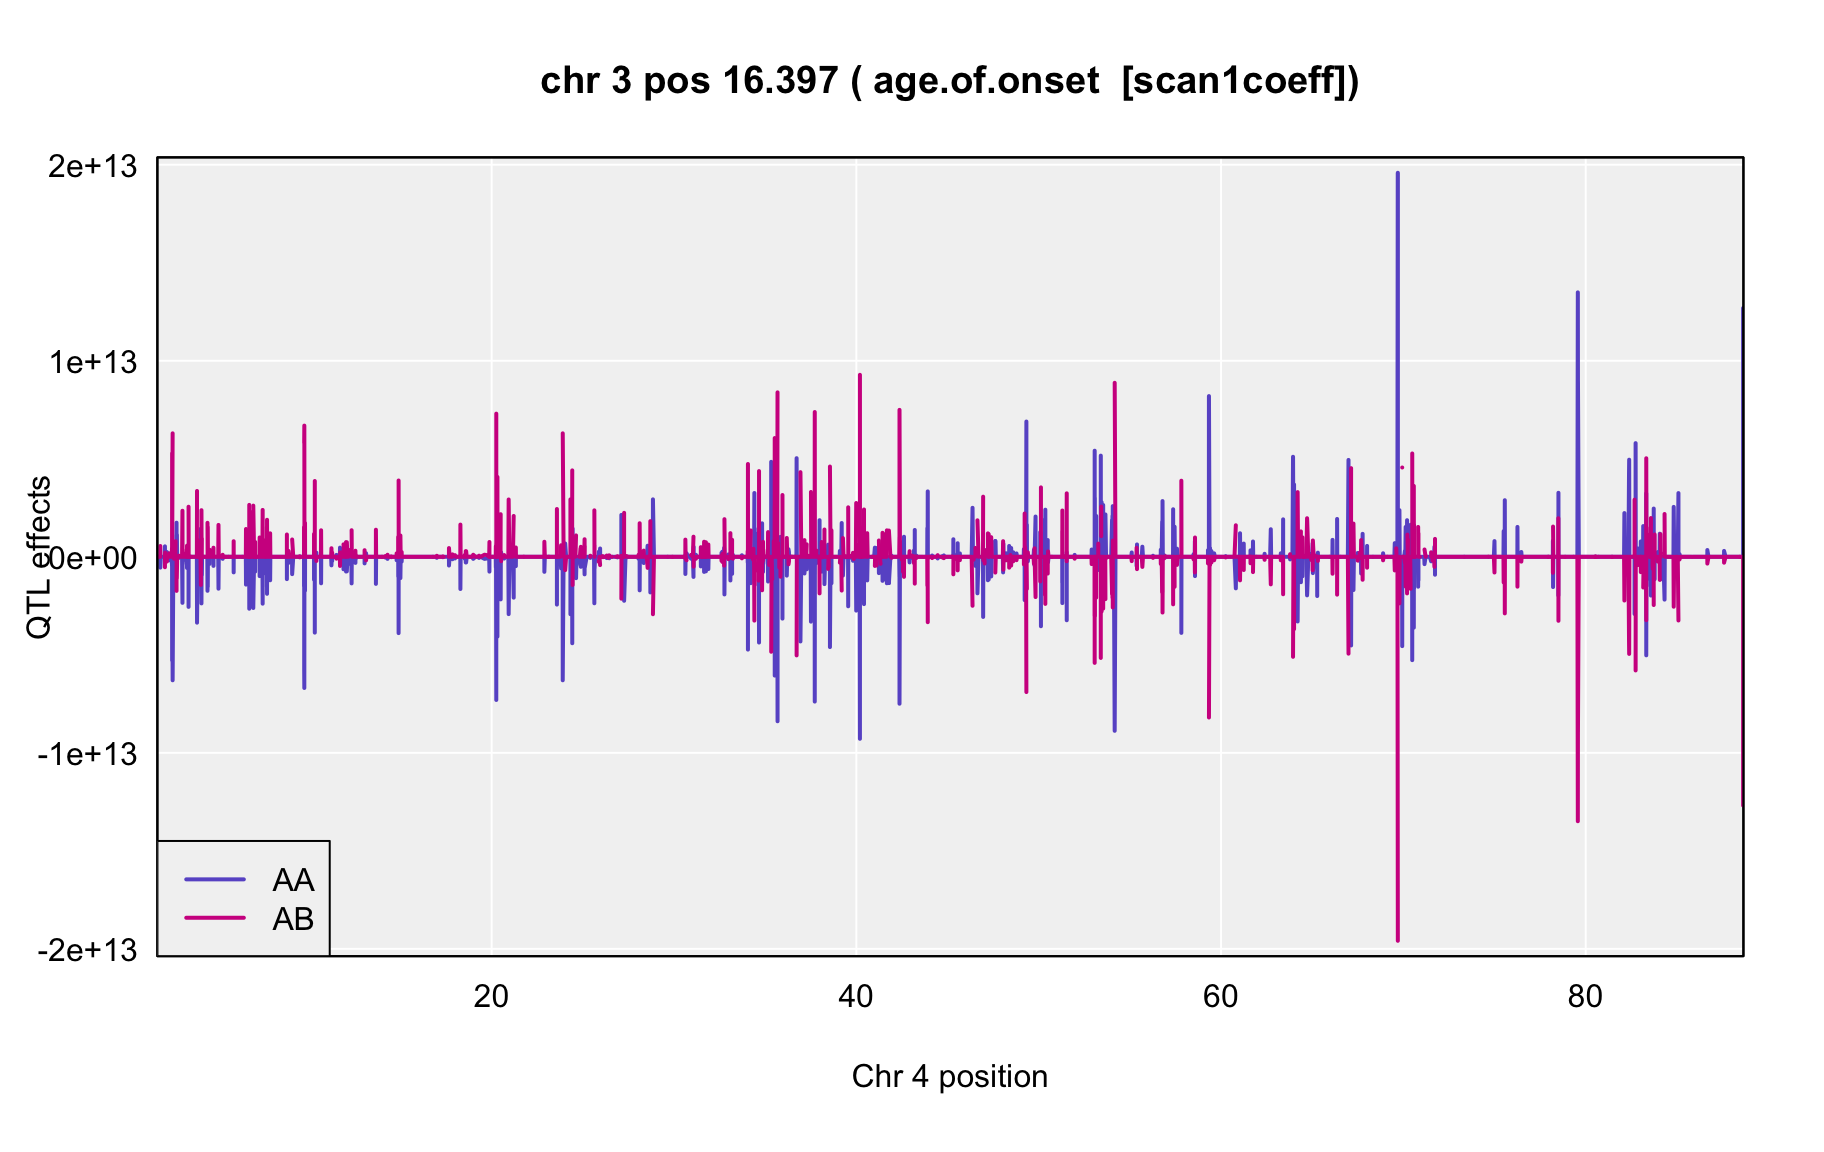 chr 3 pos 16.397 ( age.of.onset  [scan1coeff])
2e+13
1e+13
0e+00
-1e+13
-2e+13
QTL effects
AA
AB
20 40 60 80
Chr 4 position